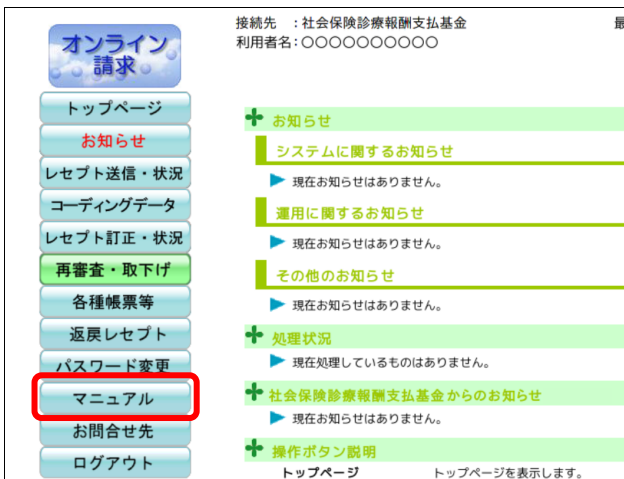 オンライン
請求
トップページ
お知らせ
レセプト送信・状況
コーディングデータ
レセプト訂正・状況
再審査・取下げ
各種帳票等
返戻レセプト
パスワード変更
マニュアル
お問合せ先
ログアウト
接続先 :社会保険診療報酬支払基金
最
利用者名:○○○○○○○○○○
お知らせ
システムに関するお知らせ
現在お知らせはありません。
運用に関するお知らせ
現在お知らせはありません。
その他のお知らせ
現在お知らせはありません。
処理状況
現在処理しているものはありません。
社会保険診療報酬支払基金からのお知らせ
現在お知らせはありません。
操作ボタン説明
トップページ トップページを表示します。